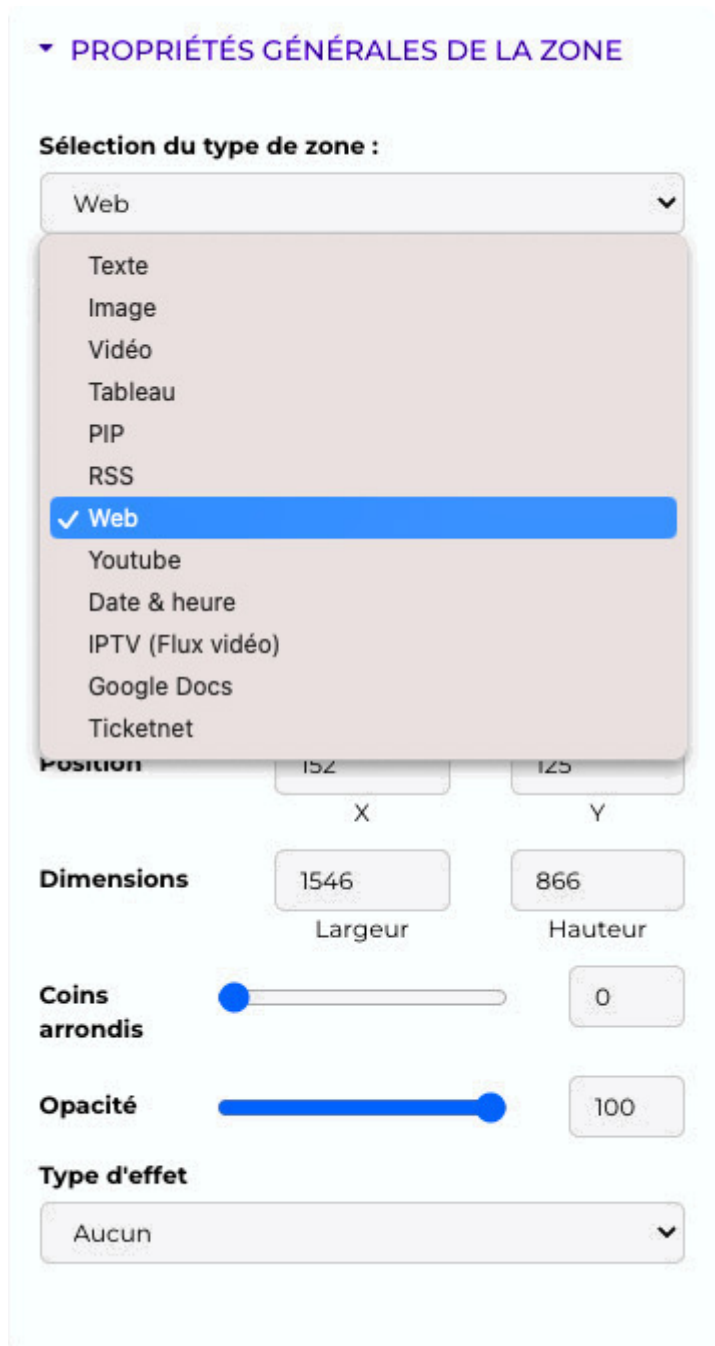 PROPRIÉTÉS GÉNÉRALES DE LA ZONE
Sélection du type de zone :
Web
Texte
Image
Vidéo
Tableau
PIP
RSS
Web
Youtube
Date & heure
IPTV (Flux vidéo)
Google Docs
Ticketnet
Position 152 125
X Y
Dimensions 1546 866
Largeur Hauteur
Coins 0
arrondis
Opacité 100
Type d'effet
Aucun